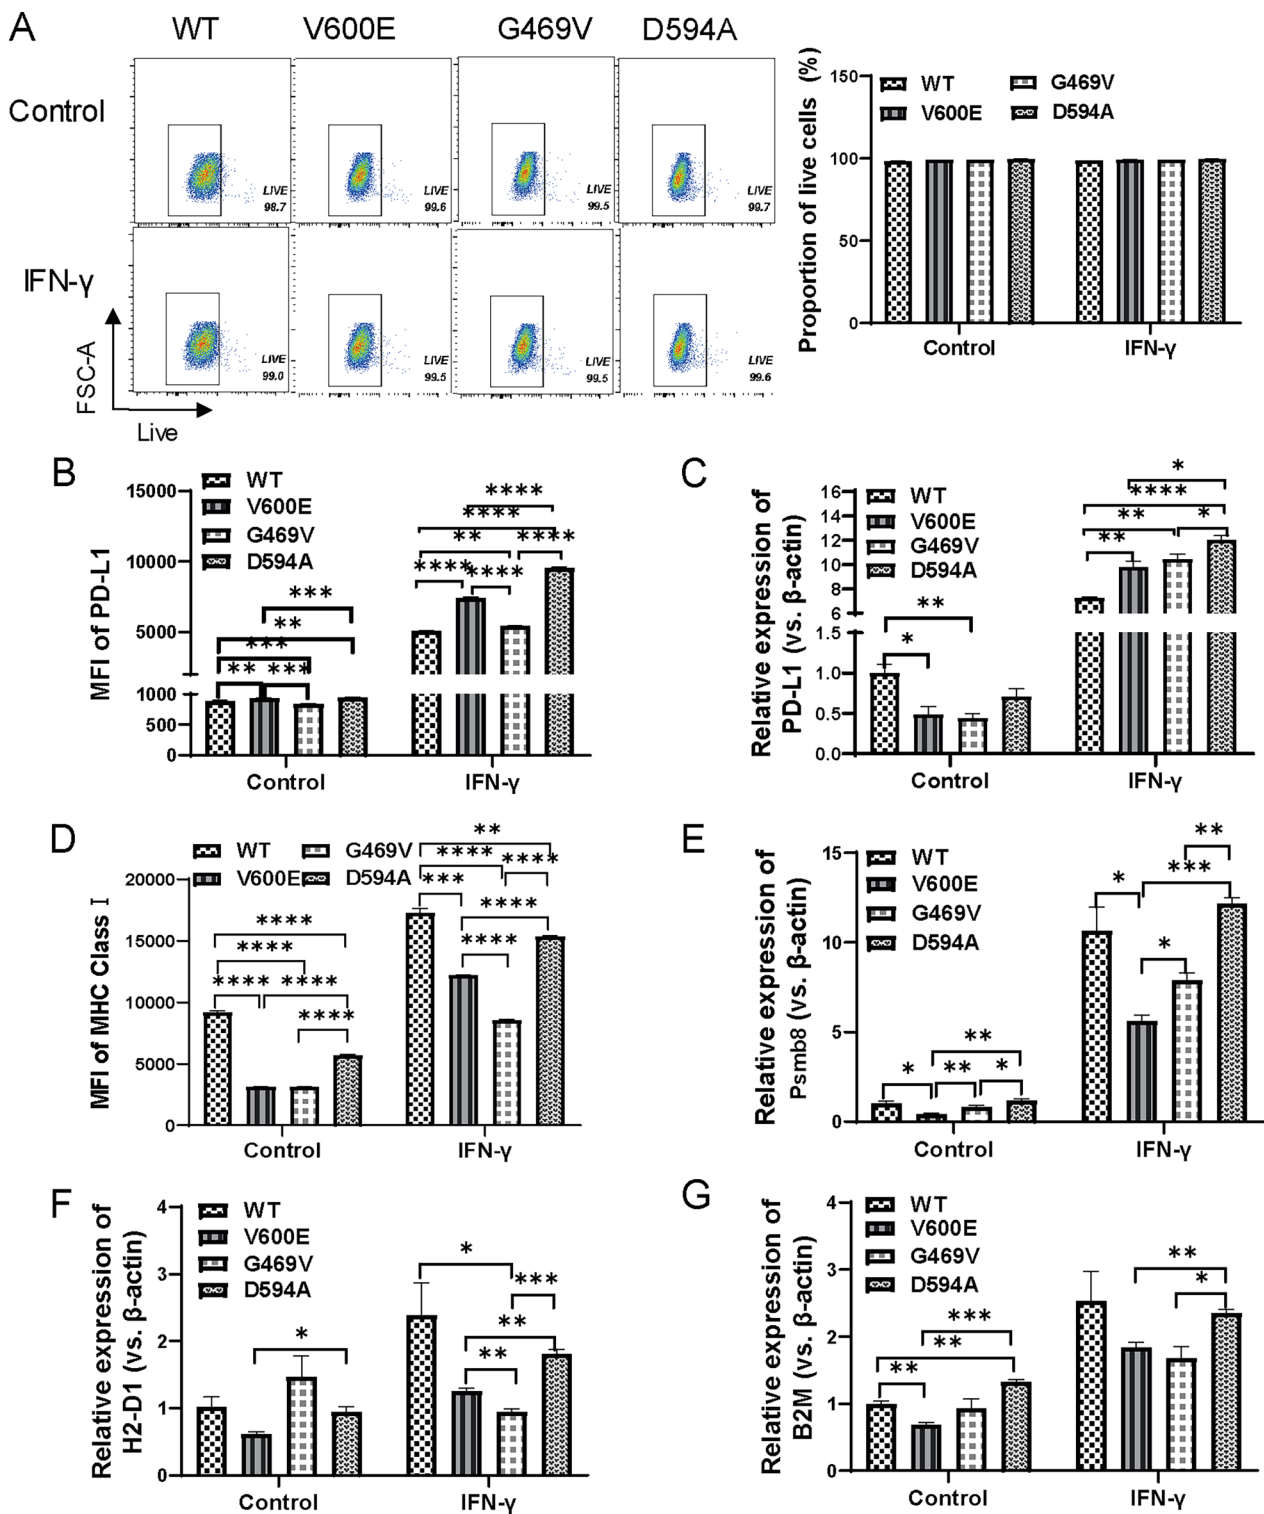 A
WT V600E G469V D594A
Control
LIVE 98.7
LIVE 99.6
LIVE 99.5
LIVE 99.7
IFN-γ
LIVE 99.0
LIVE 99.5
LIVE 99.5
LIVE 99.6
FSC-A
Live
Proportion of live cells (%)
150
100
50
0
WT G469V
V600E D594A
Control IFN-γ
B
MFI of PD-L1
15000
10000
5000
1000
500
0
WT
V600E
G469V
D594A
*** ** *** ** ***
**** **** ** **** **** ****
Control IFN-γ
C
Relative expression of
PD-L1 (vs. β-actin)
16
14
12
10
8
6
1.5
1.0
0.5
0.0
WT
V600E
G469V
D594A
** *
* **** ** * **
Control IFN-γ
D
MFI of MHC Class I
20000
15000
10000
5000
0
WT G469V
V600E D594A
**** **** **** **** ****
** **** **** *** **** ****
Control IFN-γ
E
Relative expression of
Psmb8 (vs. β-actin)
15
10
5
0
WT
V600E
G469V
D594A
** * ** *
** *** * *
Control IFN-γ
F
Relative expression of
H2-D1 (vs. β-actin)
4
3
2
1
0
WT
V600E
G469V
D594A
*
* *** ** **
Control IFN-γ
G
Relative expression of
B2M (vs. β-actin)
4
3
2
1
0
WT
V600E
G469V
D594A
*** ** **
** *
Control IFN-γ